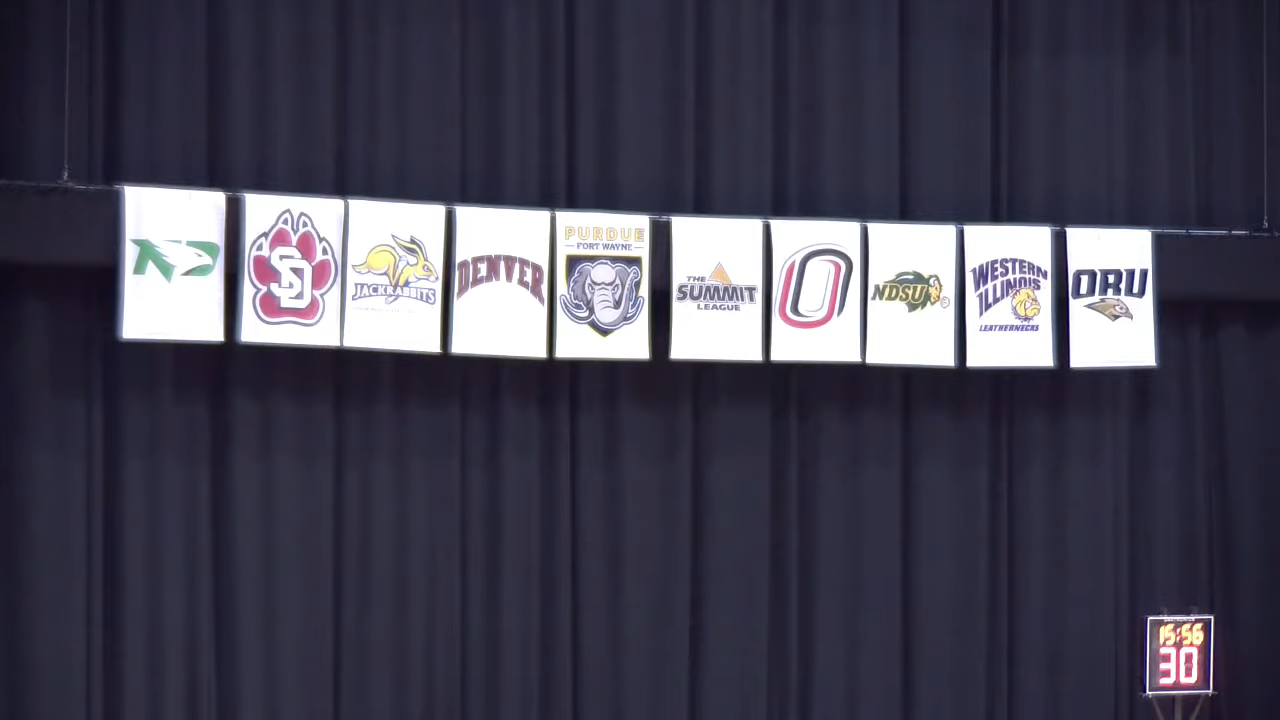 ND
SD
JACKRABBITS
DENVER
PURDUE
FORT WAYNE
THE
SUMMIT
LEAGUE
O
NDSU
WESTERN
ILLINOIS
LEATHERNECKS
ORU
15:56
30